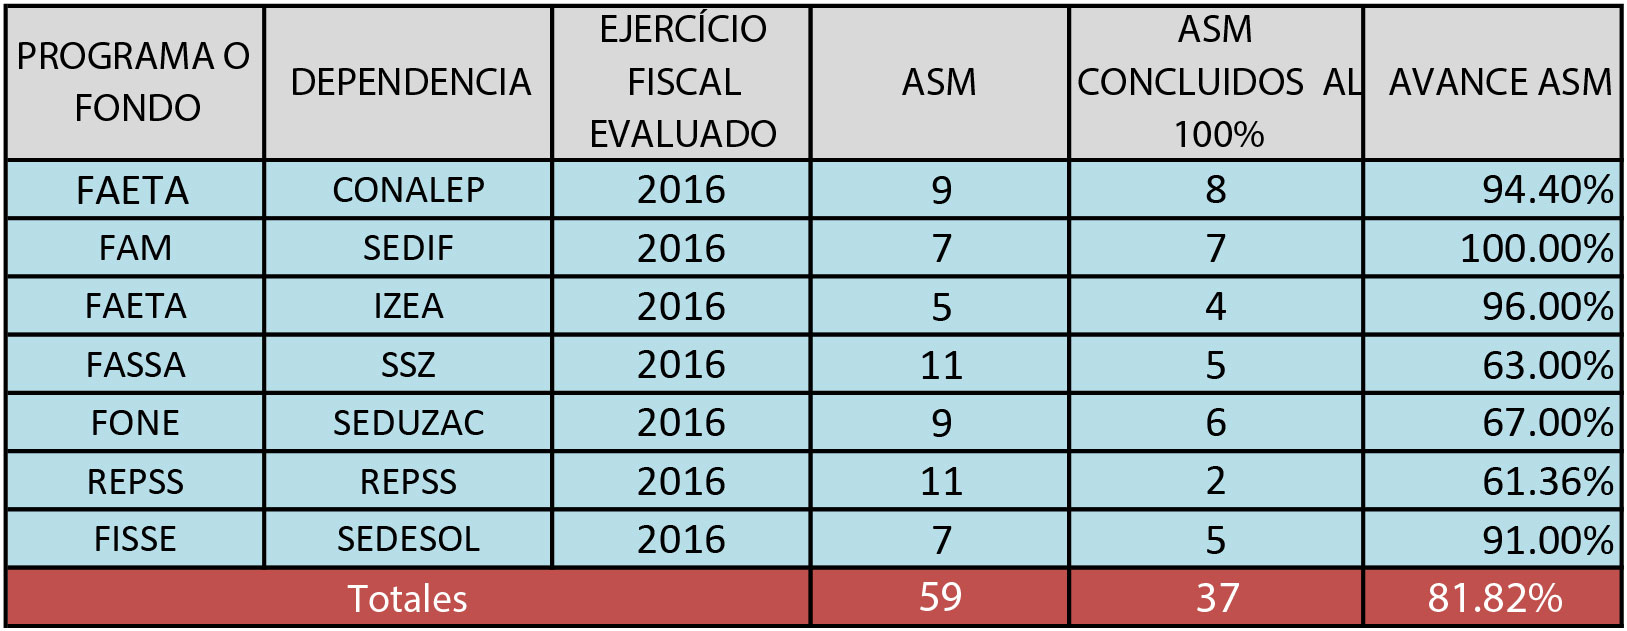 PROGRAMA O FONDO DEPENDENCIA EJERCÍCIO FISCAL EVALUADO ASM ASM CONCLUIDOS AL 100% AVANCE ASM
FAETA CONALEP 2016 9 8 94.40%
FAM SEDIF 2016 7 7 100.00%
FAETA IZEA 2016 5 4 96.00%
FASSA SSZ 2016 11 5 63.00%
FONE SEDUZAC 2016 9 6 67.00%
REPSS REPSS 2016 11 2 61.36%
FISSE SEDESOL 2016 7 5 91.00%
Totales 59 37 81.82%